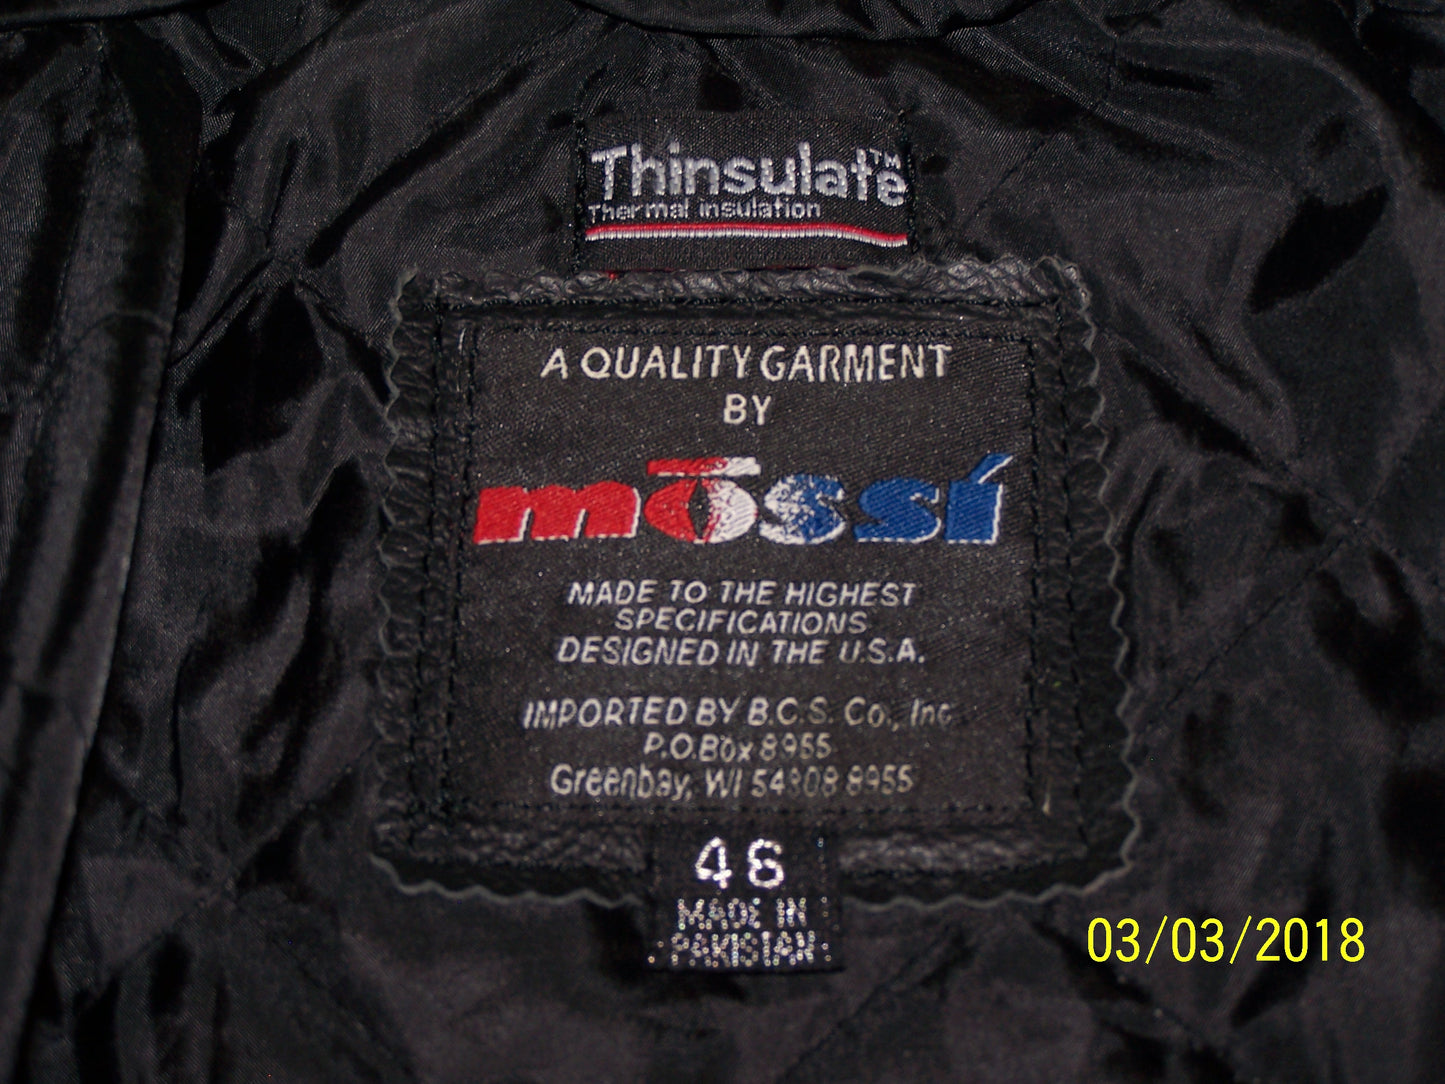 Thinsulate™
Thermal insulation
A QUALITY GARMENT
BY
mōssí
MADE TO THE HIGHEST
SPECIFICATIONS
DESIGNED IN THE U.S.A.
IMPORTED BY B.C.S. Co., Inc
P.O.Box 8955
Greenbay, WI 54308 8955
46
MADE IN
PAKISTAN
03/03/2018